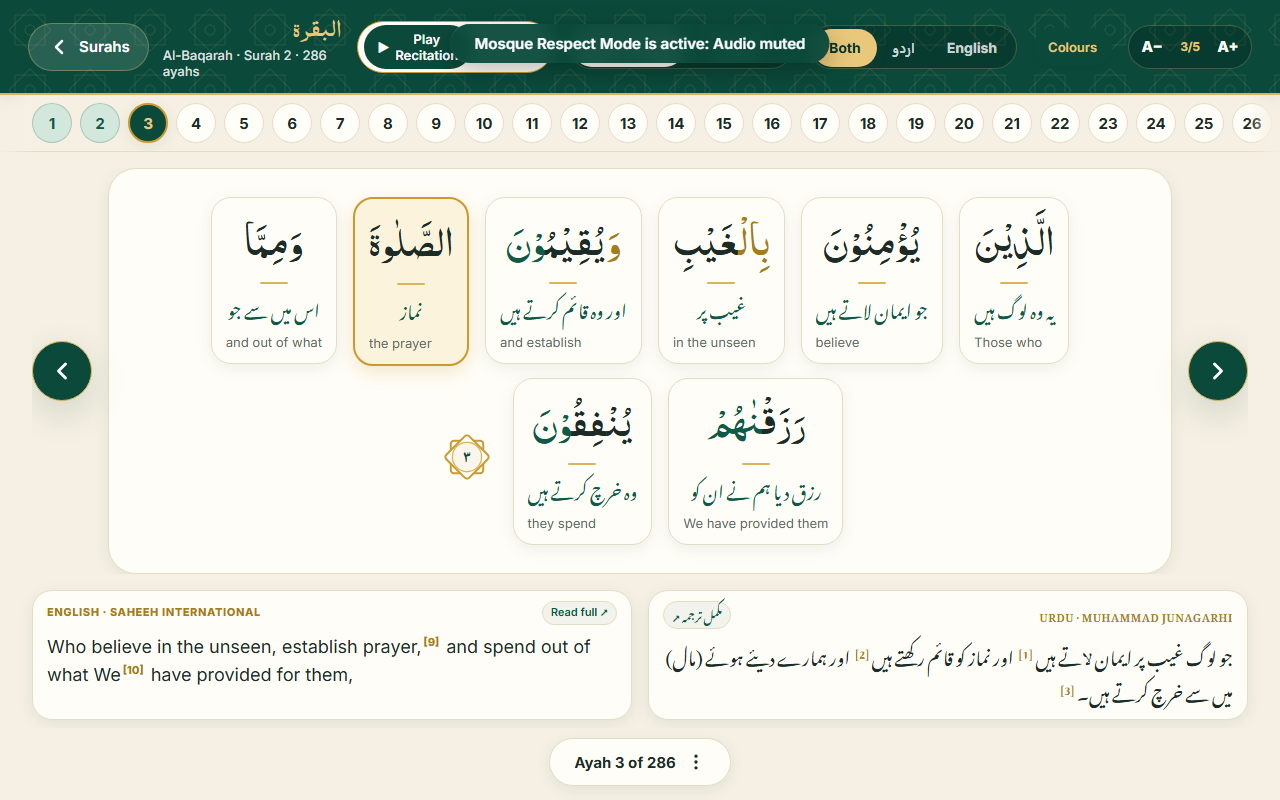 Surahs
البقرة
Al-Baqarah · Surah 2 · 286 ayahs
Play Recitation
Mosque Respect Mode is active: Audio muted
Both
اردو
English
Colours
A− 3/5 A+
1 2 3 4 5 6 7 8 9 10 11 12 13 14 15 16 17 18 19 20 21 22 23 24 25 26
الَّذِيْنَ يُؤْمِنُوْنَ بِالْغَيْبِ وَيُقِيْمُوْنَ الصَّلٰوةَ وَمِمَّا
یہ وہ لوگ ہیں جو ایمان لاتے ہیں غیب پر اور وہ قائم کرتے ہیں نماز اس میں سے جو
Those who believe in the unseen and establish the prayer and out of what
رَزَقْنٰهُمْ يُنْفِقُوْنَ ٣
رزق دیا ہم نے ان کو وہ خرچ کرتے ہیں
We have provided them they spend
ENGLISH · SAHEEH INTERNATIONAL
Read full ↗
Who believe in the unseen, establish prayer,[9] and spend out of
what We[10] have provided for them,
URDU · MUHAMMAD JUNAGARHI
مکمل ترجمہ ↗
جو لوگ غیب پر ایمان لاتے ہیں [1] اور نماز کو قائم رکھتے ہیں [2] اور ہمارے دیئے ہوئے (مال)
میں سے خرچ کرتے ہیں۔ [3]
Ayah 3 of 286